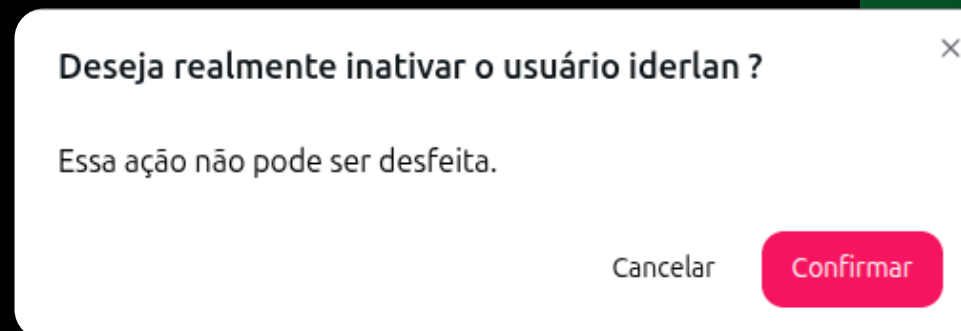 Deseja realmente inativar o usuário iderlan ?
Essa ação não pode ser desfeita.
Cancelar
Confirmar